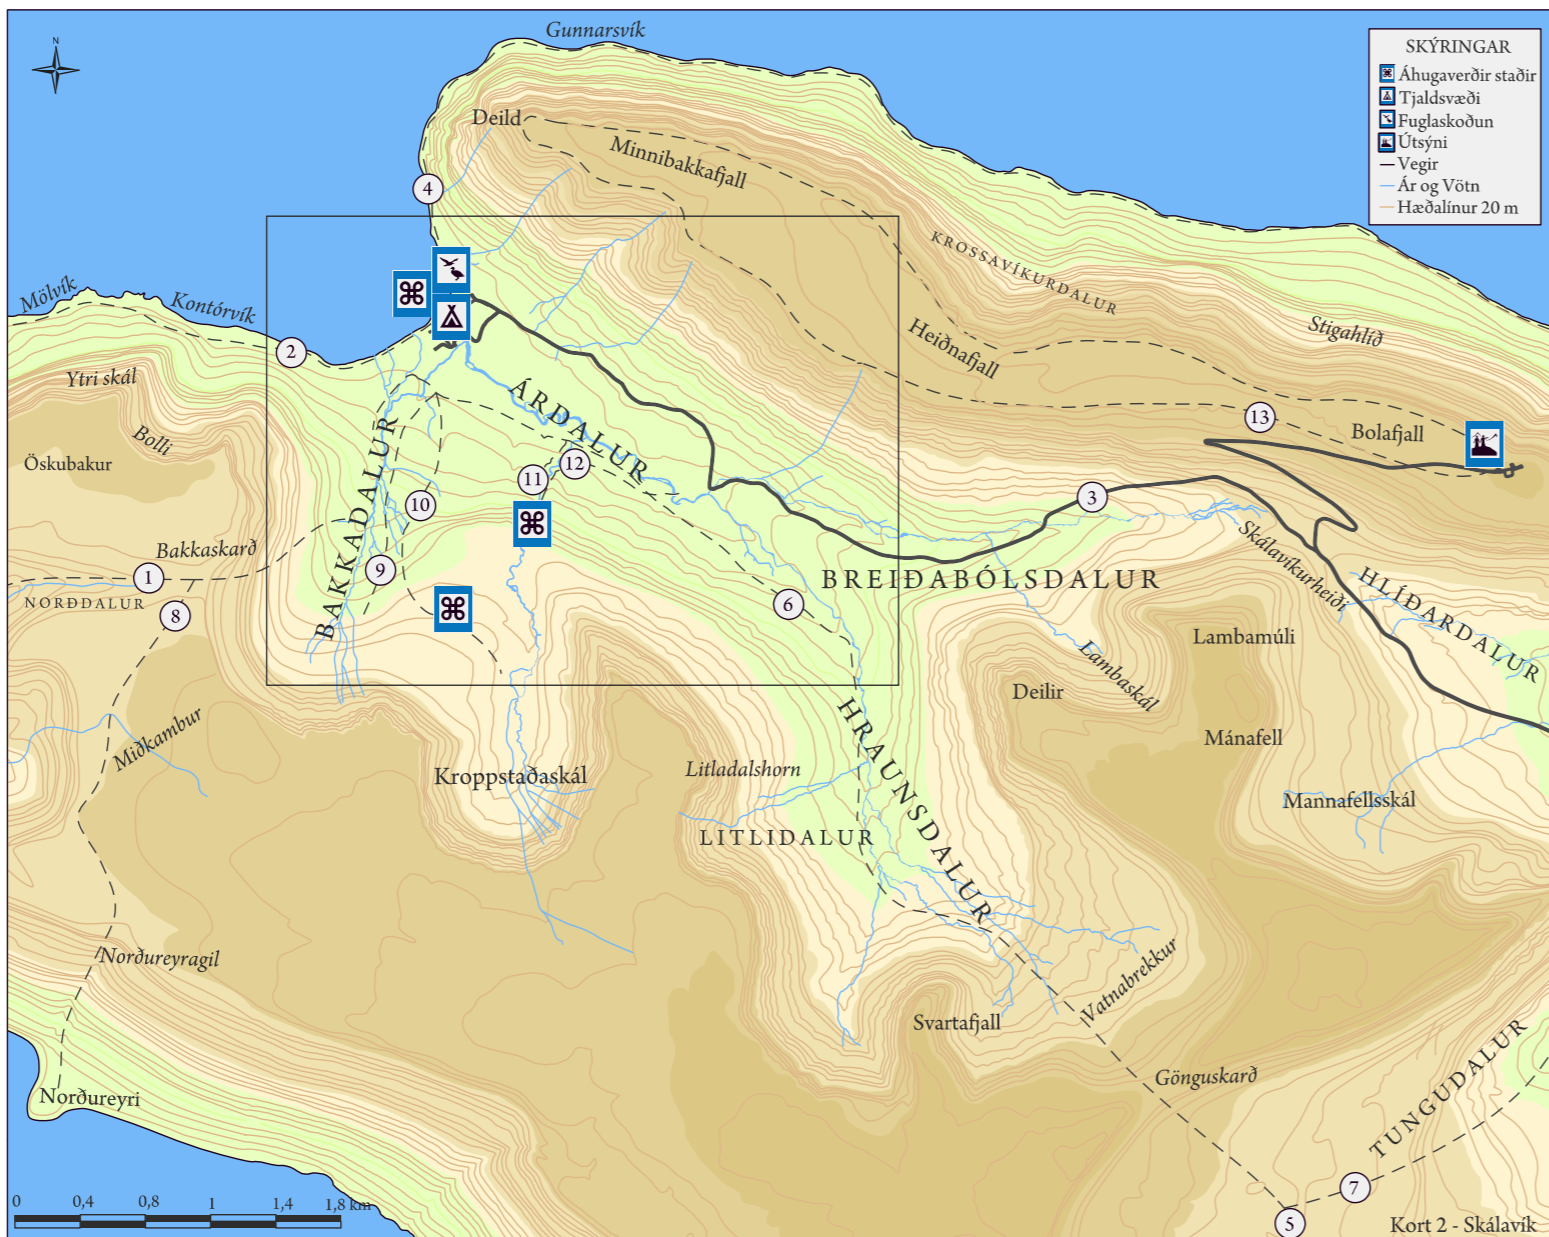 N
Gunnarsvík
SKÝRINGAR
Áhugaverðir staðir
Tjaldsvæði
Fuglaskoðun
Útsýni
Vegir
Ár og Vötn
Hæðalínur 20 m
Deild
Minnibakkafjall
4
KROSSAVÍKURDALUR
Mölvík
Kontórvík
Stigahlíð
Heiðnafjall
2
Ytri skál
ÁRDALUR
13
Bolafjall
Bolli
Öskubakur
12
11
3
10
Skálavíkurheiði
Bakkaskarð
BAKKADALUR
9
1
BREIÐABÓLSDALUR
HLÍÐARDALUR
NORÐDALUR
8
6
Lambamúli
Lambaskál
Deilir
HRAUNSDALUR
Miðkambur
Mánafell
Litladalshorn
Kroppstaðaskál
Mannafellsskál
LITLIDALUR
Norðureyragil
Vatnabrekkur
Svartafjall
Gönguskarð
TUNGUDALUR
Norðureyri
7
5
0 0,4 0,8 1 1,4 1,8 km
Kort 2 - Skálavík